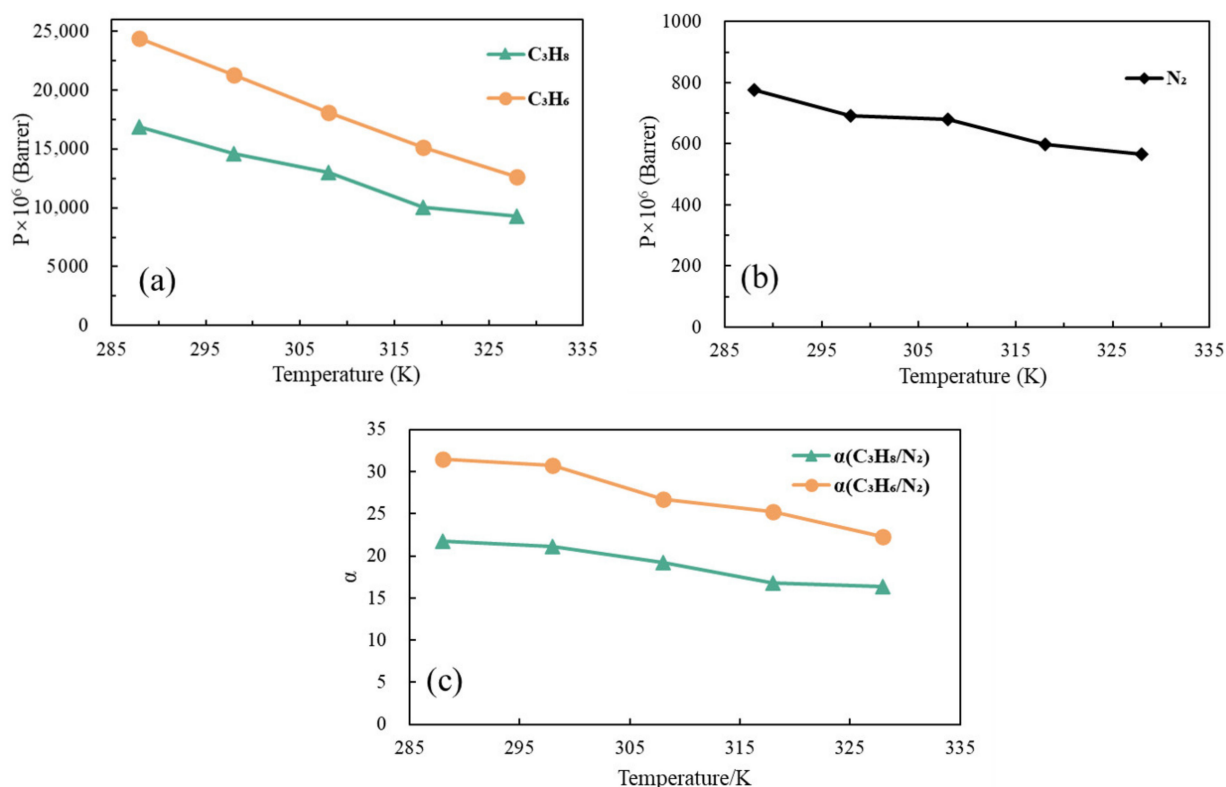 25,000
20,000
15,000
10,000
5000
0
P×10⁶ (Barrer)
C₃H₈
C₃H₆
(a)
285 295 305 315 325 335
Temperature (K)
1000
800
600
400
200
0
P×10⁶ (Barrer)
N₂
(b)
285 295 305 315 325 335
Temperature (K)
35
30
25
20
15
10
5
0
α
α(C₃H₈/N₂)
α(C₃H₆/N₂)
(c)
285 295 305 315 325 335
Temperature/K